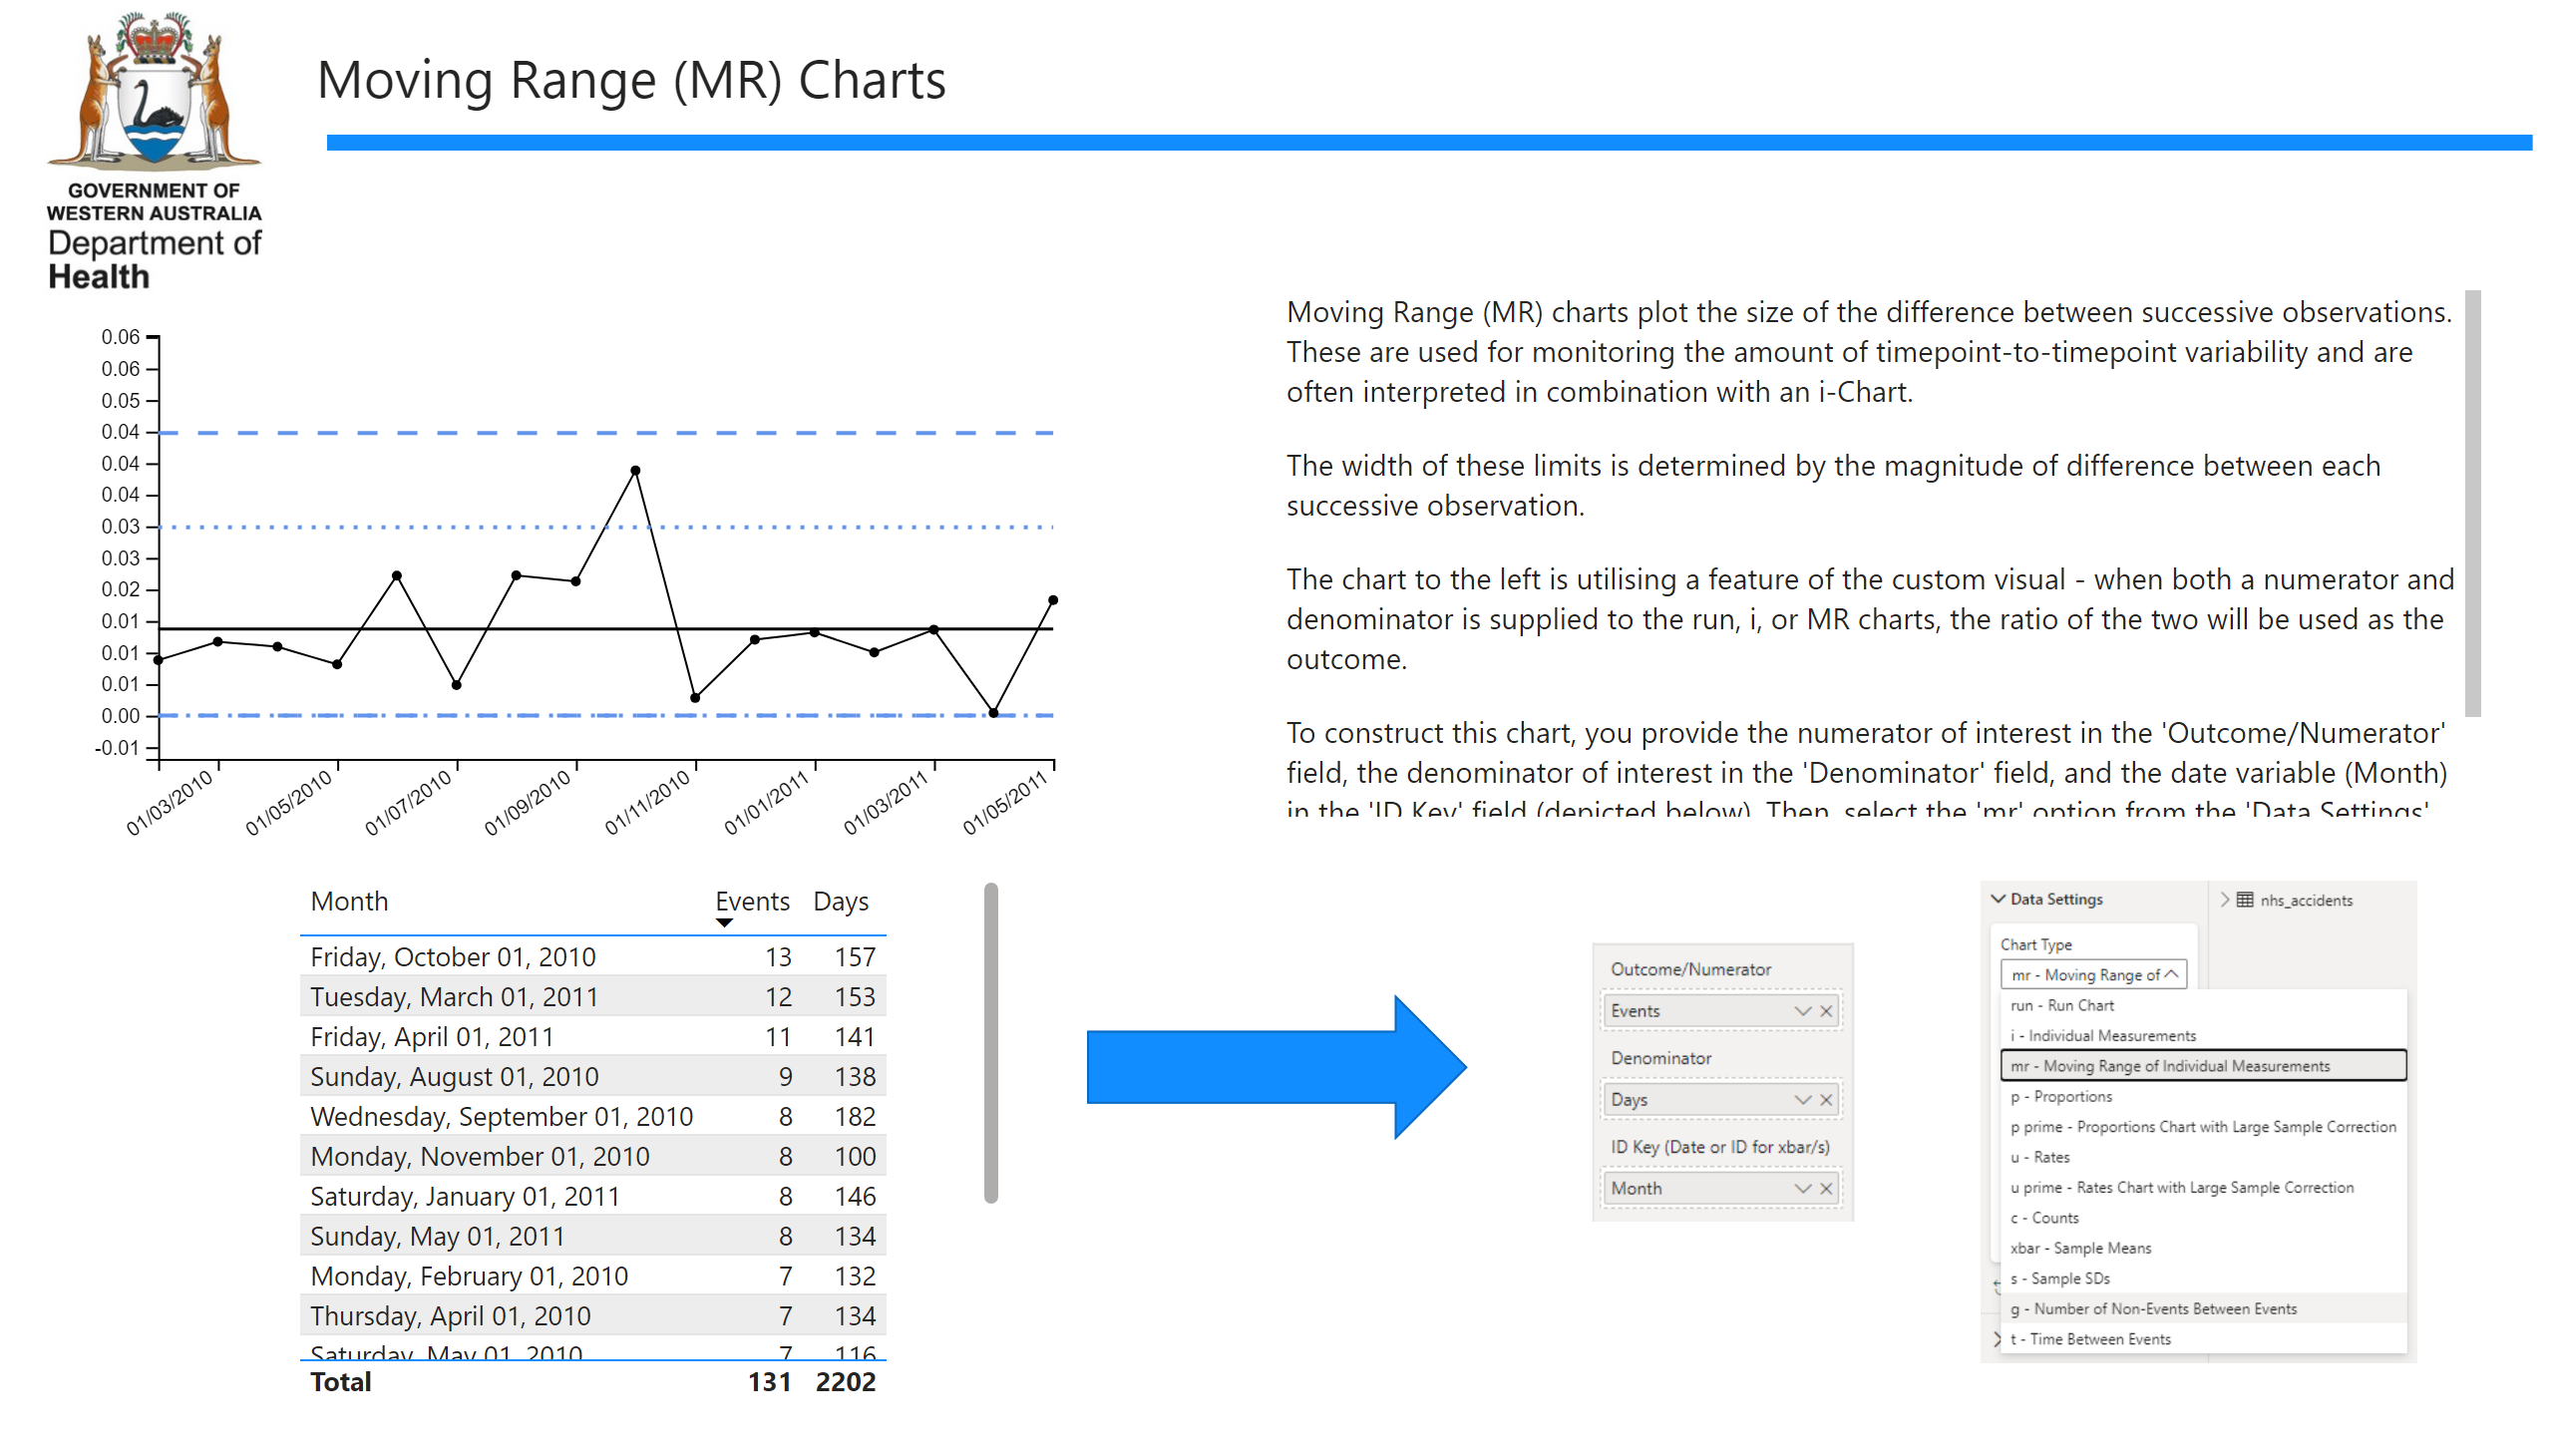 Moving Range (MR) Charts
GOVERNMENT OF
WESTERN AUSTRALIA
Department of
Health
0.06
0.06
0.05
0.04
0.04
0.04
0.03
0.03
0.02
0.01
0.01
0.01
0.00
-0.01
01/03/2010
01/05/2010
01/07/2010
01/09/2010
01/11/2010
01/01/2011
01/03/2011
01/05/2011
Moving Range (MR) charts plot the size of the difference between successive observations.
These are used for monitoring the amount of timepoint-to-timepoint variability and are
often interpreted in combination with an i-Chart.
The width of these limits is determined by the magnitude of difference between each
successive observation.
The chart to the left is utilising a feature of the custom visual - when both a numerator and
denominator is supplied to the run, i, or MR charts, the ratio of the two will be used as the
outcome.
To construct this chart, you provide the numerator of interest in the 'Outcome/Numerator'
field, the denominator of interest in the 'Denominator' field, and the date variable (Month)
in the 'ID Key' field (depicted below). Then, select the 'mr' option from the 'Data Settings'
Month Events Days
Friday, October 01, 2010 13 157
Tuesday, March 01, 2011 12 153
Friday, April 01, 2011 11 141
Sunday, August 01, 2010 9 138
Wednesday, September 01, 2010 8 182
Monday, November 01, 2010 8 100
Saturday, January 01, 2011 8 146
Sunday, May 01, 2011 8 134
Monday, February 01, 2010 7 132
Thursday, April 01, 2010 7 134
Saturday, May 01, 2010 7 116
Total 131 2202
Outcome/Numerator
Events
Denominator
Days
ID Key (Date or ID for xbar/s)
Month
Data Settings
nhs_accidents
Chart Type
mr - Moving Range of
run - Run Chart
i - Individual Measurements
mr - Moving Range of Individual Measurements
p - Proportions
p prime - Proportions Chart with Large Sample Correction
u - Rates
u prime - Rates Chart with Large Sample Correction
c - Counts
xbar - Sample Means
s - Sample SDs
g - Number of Non-Events Between Events
t - Time Between Events